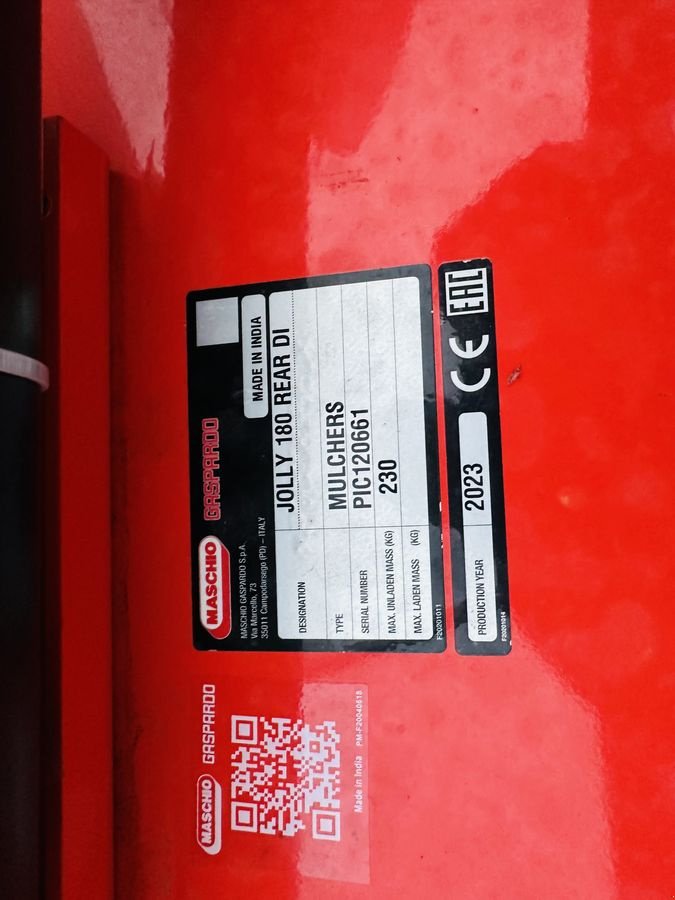 MASCHIO GASPARDO
MASCHIO GASPARDO S.p.A.
Via Marcello, 73
35011 Campodarsego (PD) – ITALY
MADE IN INDIA
DESIGNATION JOLLY 180 REAR DI
TYPE MULCHERS
SERIAL NUMBER PIC120661
MAX. UNLADEN MASS (KG) 230
MAX. LADEN MASS (KG)
F20201011
PRODUCTION YEAR 2023 CE EAC
F20201014
MASCHIO GASPARDO
Made in India PM-F20040618